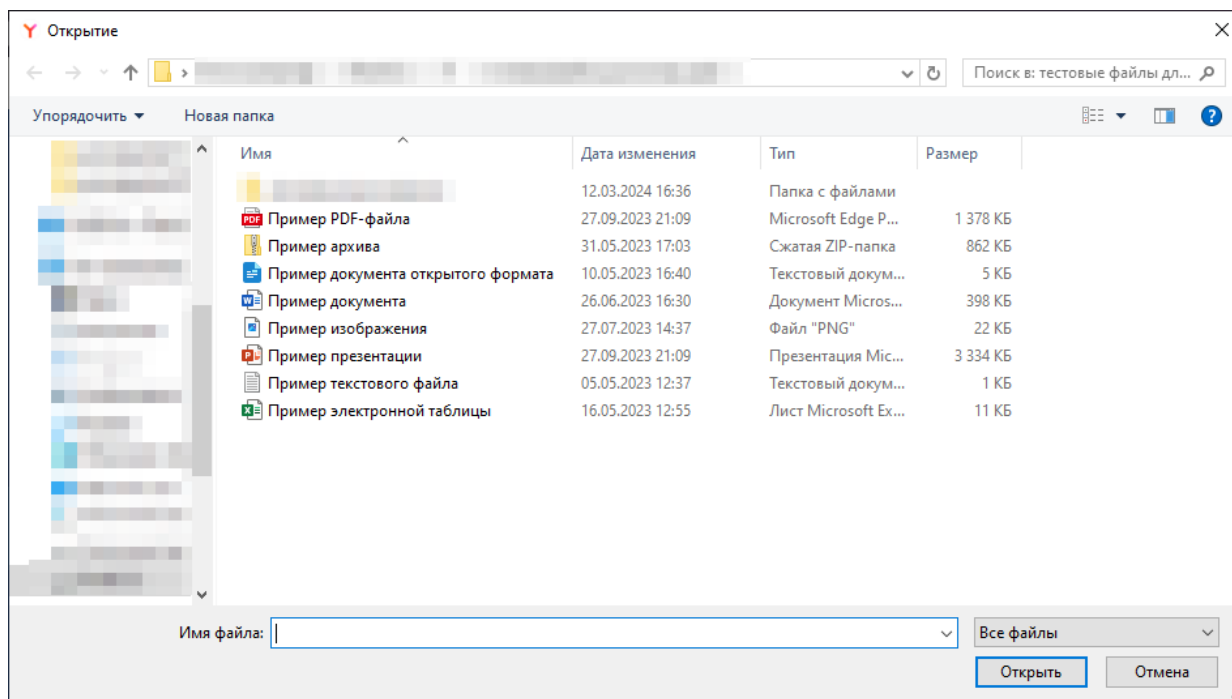 Открытие
Поиск в: тестовые файлы дл...
Упорядочить Новая папка
Имя Дата изменения Тип Размер
12.03.2024 16:36 Папка с файлами
Пример PDF-файла 27.09.2023 21:09 Microsoft Edge P... 1 378 КБ
Пример архива 31.05.2023 17:03 Сжатая ZIP-папка 862 КБ
Пример документа открытого формата 10.05.2023 16:40 Текстовый докум... 5 КБ
Пример документа 26.06.2023 16:30 Документ Micros... 398 КБ
Пример изображения 27.07.2023 14:37 Файл "PNG" 22 КБ
Пример презентации 27.09.2023 21:09 Презентация Mic... 3 334 КБ
Пример текстового файла 05.05.2023 12:37 Текстовый докум... 1 КБ
Пример электронной таблицы 16.05.2023 12:55 Лист Microsoft Ex... 11 КБ
Имя файла: Все файлы
Открыть Отмена